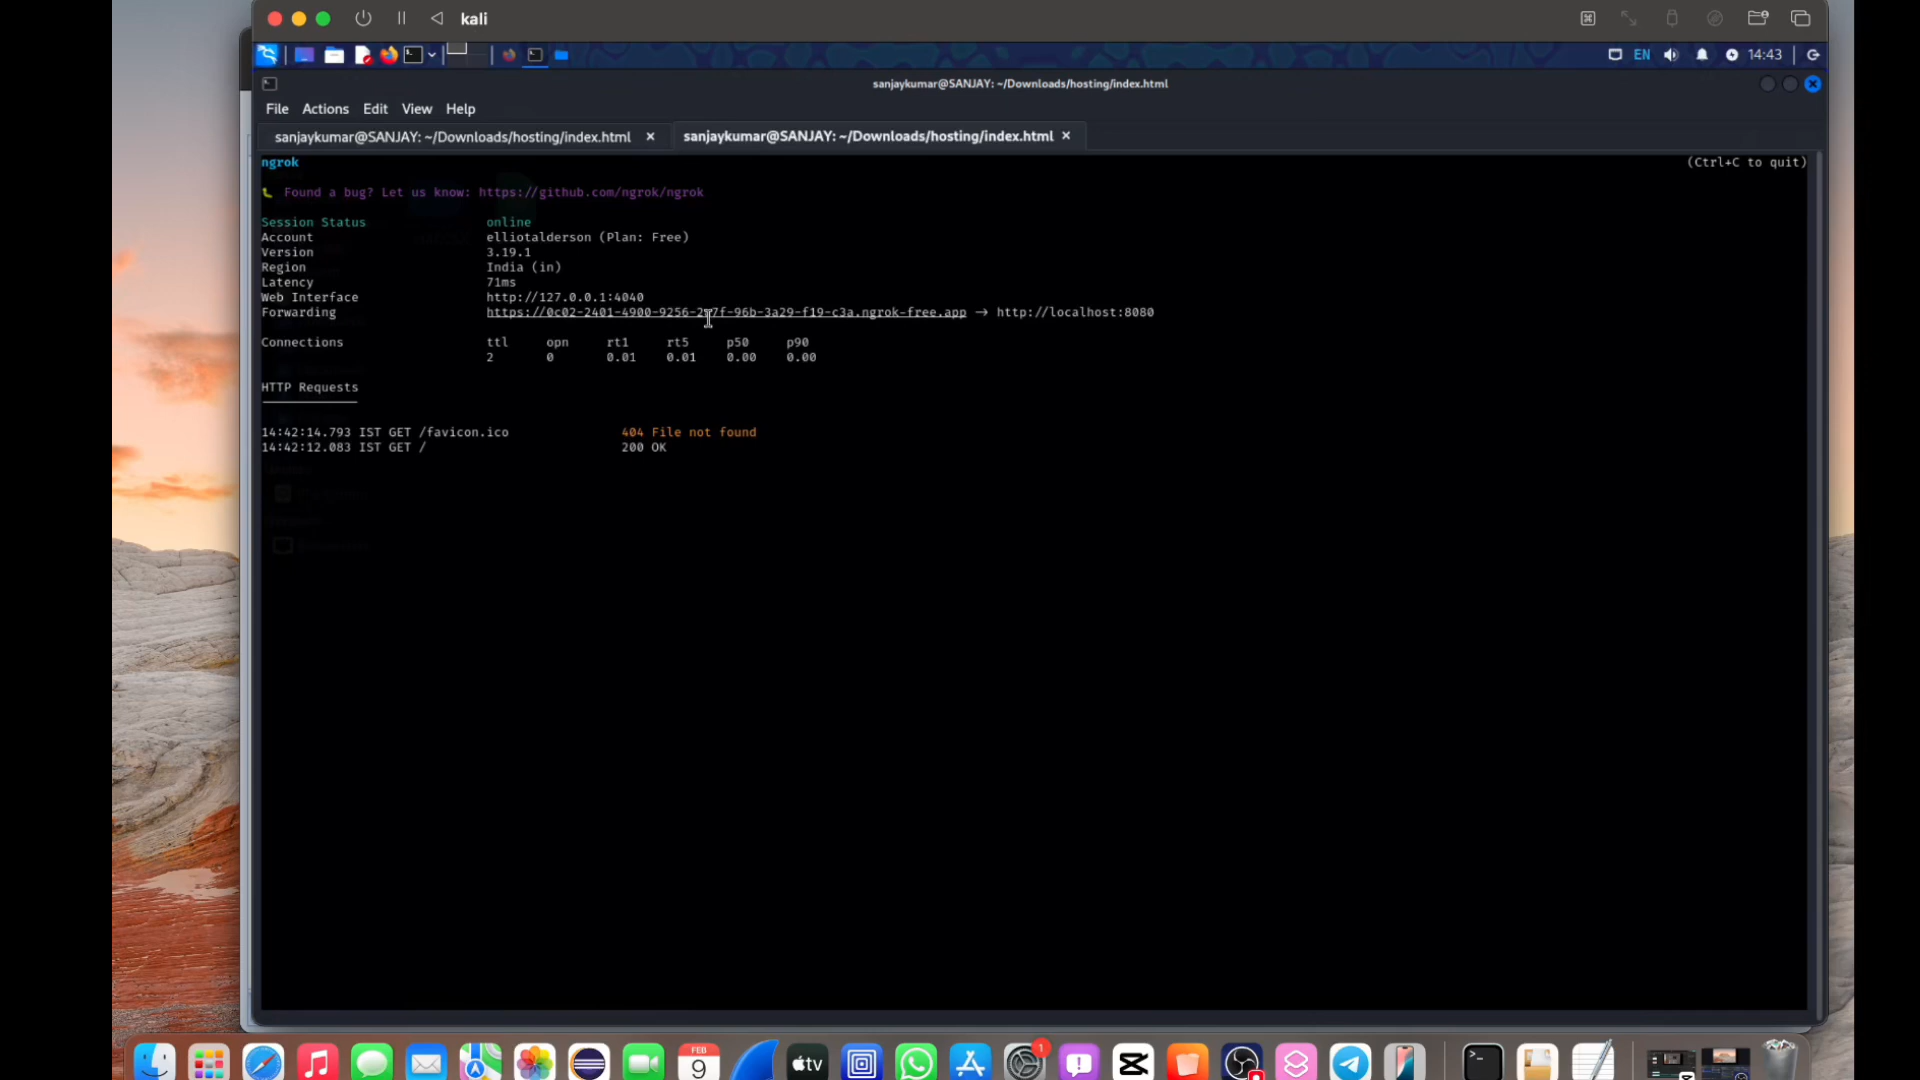 kali
EN 14:43
sanjaykumar@SANJAY: ~/Downloads/hosting/index.html
File Actions Edit View Help
sanjaykumar@SANJAY: ~/Downloads/hosting/index.html sanjaykumar@SANJAY: ~/Downloads/hosting/index.html
ngrok (Ctrl+C to quit)
Found a bug? Let us know: https://github.com/ngrok/ngrok
Session Status online
Account elliotalderson (Plan: Free)
Version 3.19.1
Region India (in)
Latency 71ms
Web Interface http://127.0.0.1:4040
Forwarding → http://localhost:8080
Connections ttl opn rt1 rt5 p50 p90
2 0 0.01 0.01 0.00 0.00
HTTP Requests
14:42:14.793 IST GET /favicon.ico 404 File not found
14:42:12.083 IST GET / 200 OK
FEB
9
tv
1